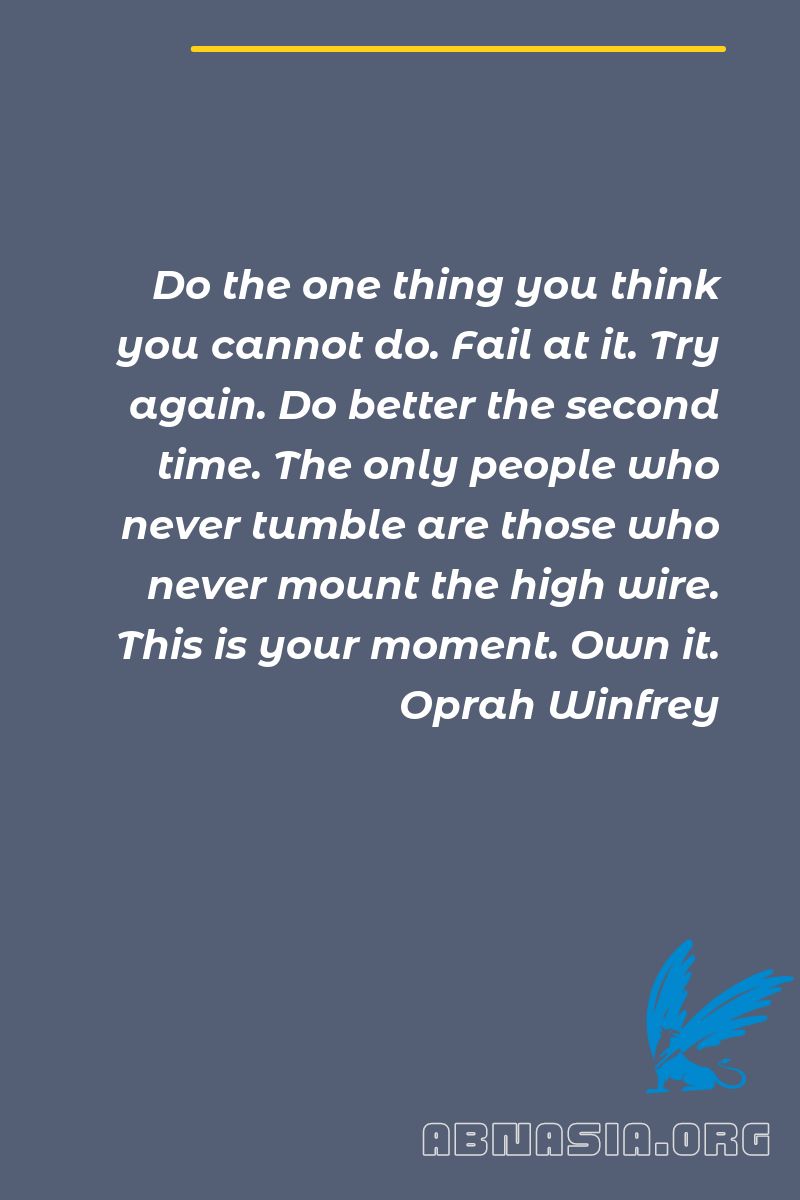 Do the one thing you think
you cannot do. Fail at it. Try
again. Do better the second
time. The only people who
never tumble are those who
never mount the high wire.
This is your moment. Own it.
Oprah Winfrey
ABNASIA.ORG